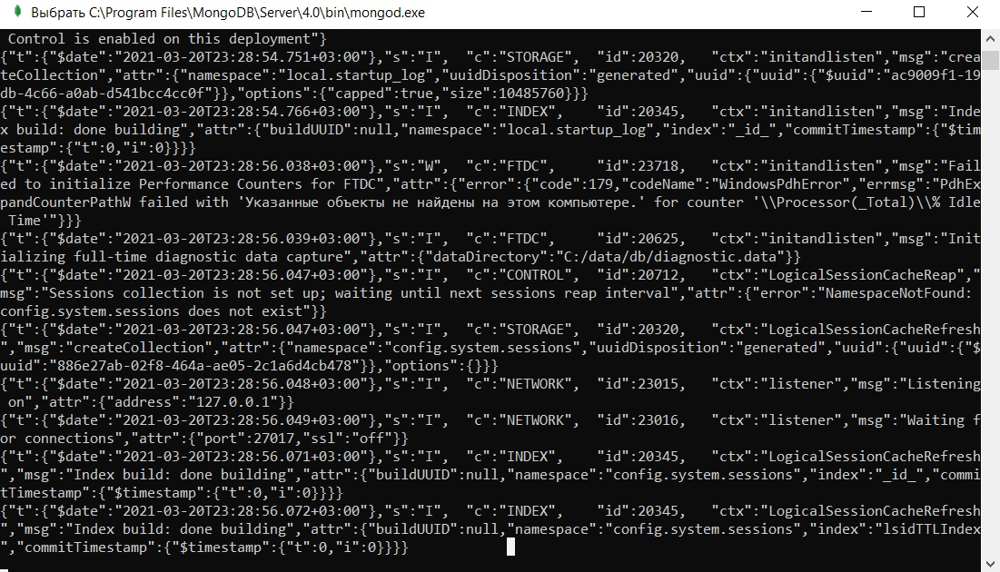 Выбрать C:\Program Files\MongoDB\Server\4.0\bin\mongod.exe
 Control is enabled on this deployment"}
{"t":{"$date":"2021-03-20T23:28:54.751+03:00"},"s":"I",  "c":"STORAGE",  "id":20320,   "ctx":"initandlisten","msg":"crea
teCollection","attr":{"namespace":"local.startup_log","uuidDisposition":"generated","uuid":{"uuid":{"$uuid":"ac9009f1-19
db-4c66-a0ab-d541bcc4cc0f"}},"options":{"capped":true,"size":10485760}}}
{"t":{"$date":"2021-03-20T23:28:54.766+03:00"},"s":"I",  "c":"INDEX",    "id":20345,   "ctx":"initandlisten","msg":"Inde
x build: done building","attr":{"buildUUID":null,"namespace":"local.startup_log","index":"_id_","commitTimestamp":{"$tim
estamp":{"t":0,"i":0}}}}
{"t":{"$date":"2021-03-20T23:28:56.038+03:00"},"s":"W",  "c":"FTDC",     "id":23718,   "ctx":"initandlisten","msg":"Fail
ed to initialize Performance Counters for FTDC","attr":{"error":{"code":179,"codeName":"WindowsPdhError","errmsg":"PdhEx
pandCounterPathW failed with 'Указанные объекты не найдены на этом компьютере.' for counter '\\Processor(_Total)\\% Idle
 Time'"}}}
{"t":{"$date":"2021-03-20T23:28:56.039+03:00"},"s":"I",  "c":"FTDC",     "id":20625,   "ctx":"initandlisten","msg":"Init
ializing full-time diagnostic data capture","attr":{"dataDirectory":"C:/data/db/diagnostic.data"}}
{"t":{"$date":"2021-03-20T23:28:56.047+03:00"},"s":"I",  "c":"CONTROL",  "id":20712,   "ctx":"LogicalSessionCacheReap","
msg":"Sessions collection is not set up; waiting until next sessions reap interval","attr":{"error":"NamespaceNotFound:
config.system.sessions does not exist"}}
{"t":{"$date":"2021-03-20T23:28:56.047+03:00"},"s":"I",  "c":"STORAGE",  "id":20320,   "ctx":"LogicalSessionCacheRefresh
","msg":"createCollection","attr":{"namespace":"config.system.sessions","uuidDisposition":"generated","uuid":{"uuid":{"$
uuid":"886e27ab-02f8-464a-ae05-2c1a6d4cb478"}},"options":{}}}
{"t":{"$date":"2021-03-20T23:28:56.048+03:00"},"s":"I",  "c":"NETWORK",  "id":23015,   "ctx":"listener","msg":"Listening
 on","attr":{"address":"127.0.0.1"}}
{"t":{"$date":"2021-03-20T23:28:56.049+03:00"},"s":"I",  "c":"NETWORK",  "id":23016,   "ctx":"listener","msg":"Waiting f
or connections","attr":{"port":27017,"ssl":"off"}}
{"t":{"$date":"2021-03-20T23:28:56.071+03:00"},"s":"I",  "c":"INDEX",    "id":20345,   "ctx":"LogicalSessionCacheRefresh
","msg":"Index build: done building","attr":{"buildUUID":null,"namespace":"config.system.sessions","index":"_id_","commi
tTimestamp":{"$timestamp":{"t":0,"i":0}}}}
{"t":{"$date":"2021-03-20T23:28:56.072+03:00"},"s":"I",  "c":"INDEX",    "id":20345,   "ctx":"LogicalSessionCacheRefresh
","msg":"Index build: done building","attr":{"buildUUID":null,"namespace":"config.system.sessions","index":"lsidTTLIndex
","commitTimestamp":{"$timestamp":{"t":0,"i":0}}}}